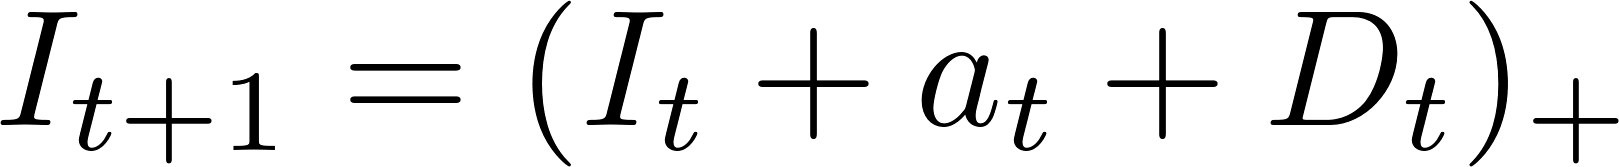 I_{t+1} = (I_t + a_t + D_t)_+